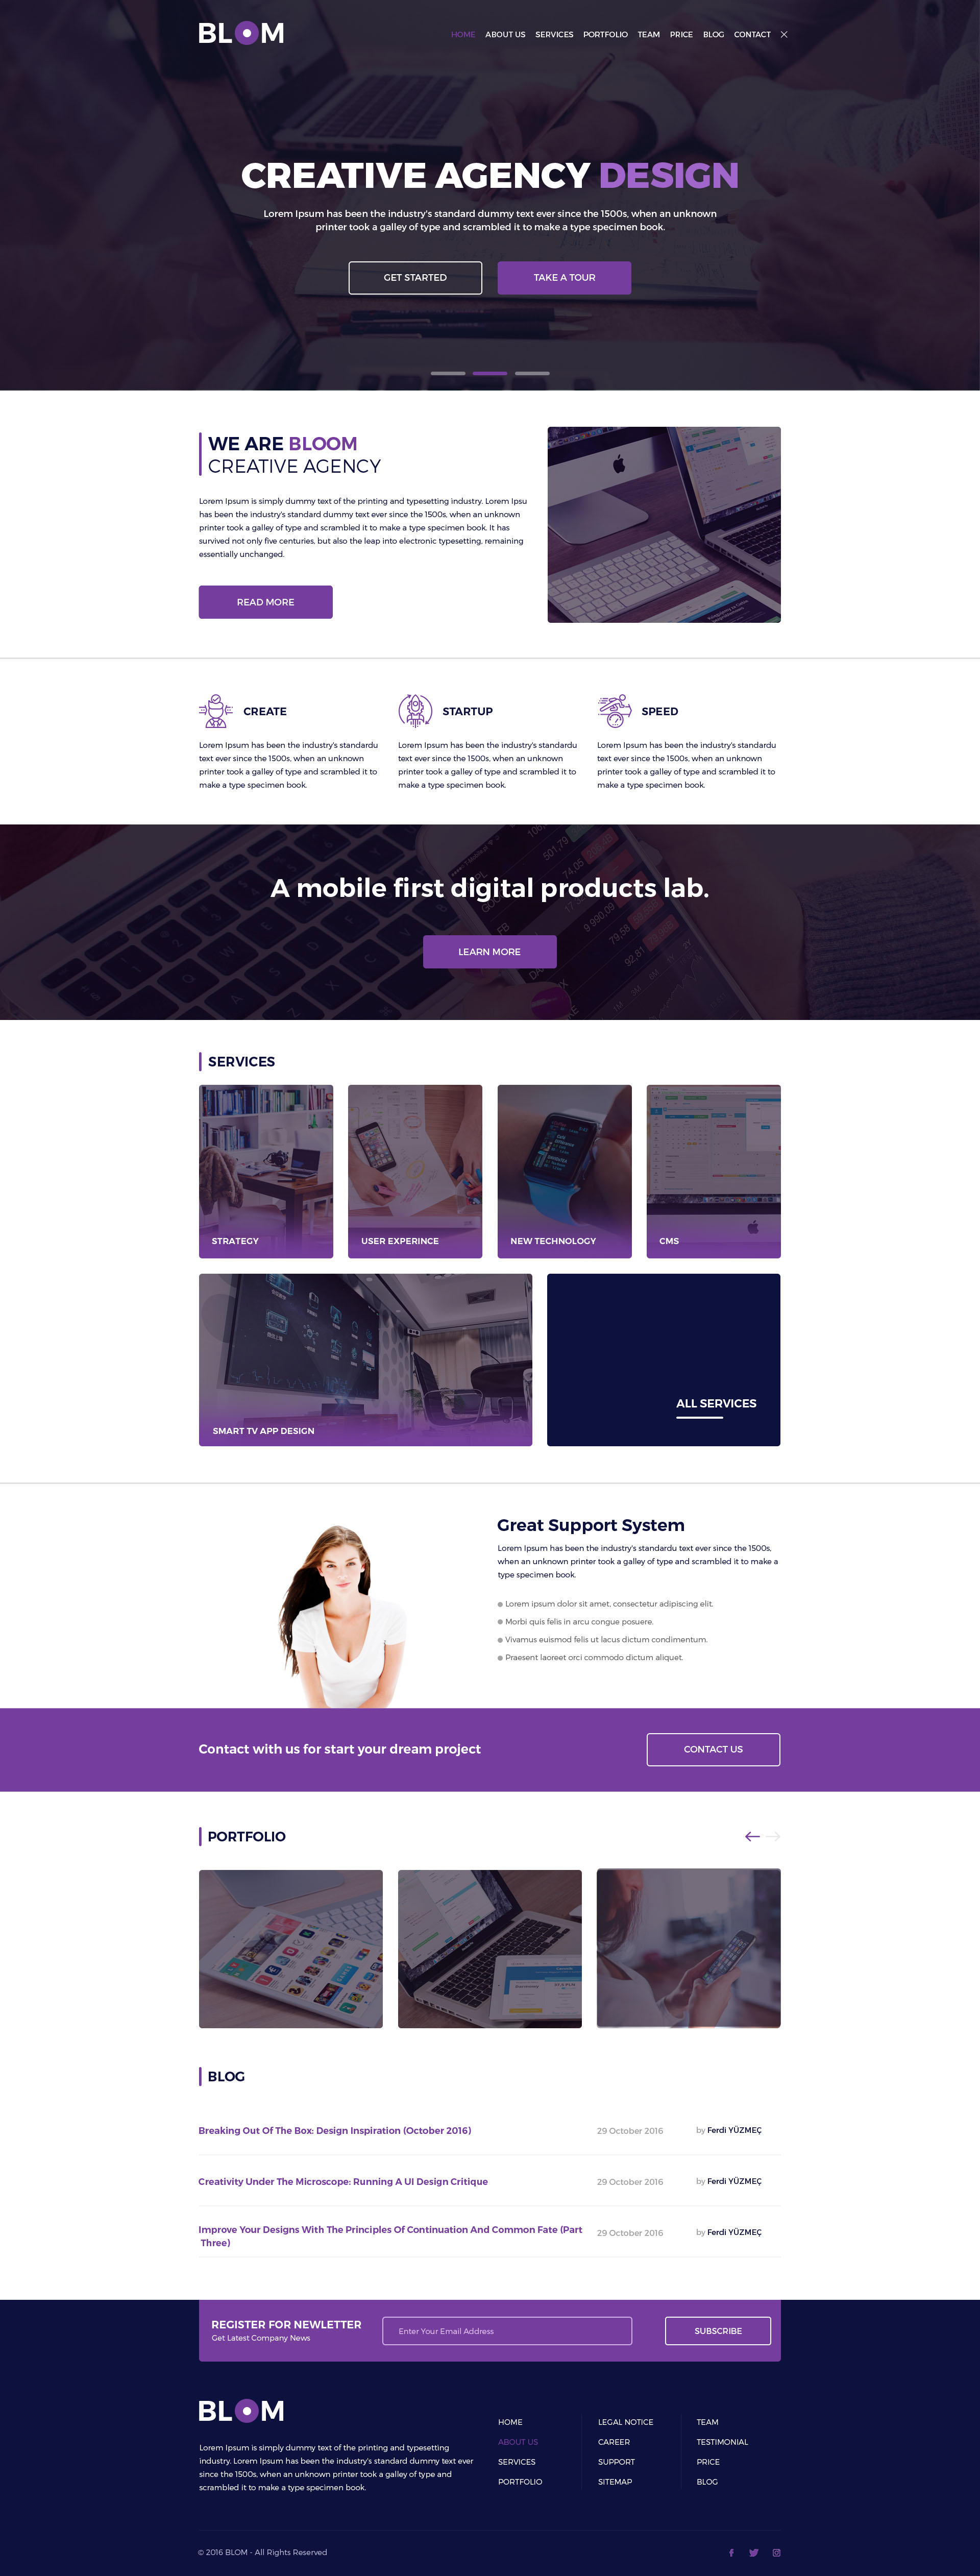 BLOM
HOME ABOUT US SERVICES PORTFOLIO TEAM PRICE BLOG CONTACT
CREATIVE AGENCY DESIGN
Lorem Ipsum has been the industry's standard dummy text ever since the 1500s, when an unknown
printer took a galley of type and scrambled it to make a type specimen book.
GET STARTED
TAKE A TOUR
WE ARE BLOOM
CREATIVE AGENCY
Lorem Ipsum is simply dummy text of the printing and typesetting industry. Lorem Ipsu
has been the industry's standard dummy text ever since the 1500s, when an unknown
printer took a galley of type and scrambled it to make a type specimen book. It has
survived not only five centuries, but also the leap into electronic typesetting, remaining
essentially unchanged.
READ MORE
CREATE
Lorem Ipsum has been the industry's standardu
text ever since the 1500s, when an unknown
printer took a galley of type and scrambled it to
make a type specimen book.
STARTUP
Lorem Ipsum has been the industry's standardu
text ever since the 1500s, when an unknown
printer took a galley of type and scrambled it to
make a type specimen book.
SPEED
Lorem Ipsum has been the industry's standardu
text ever since the 1500s, when an unknown
printer took a galley of type and scrambled it to
make a type specimen book.
A mobile first digital products lab.
LEARN MORE
SERVICES
STRATEGY
USER EXPERINCE
NEW TECHNOLOGY
CMS
SMART TV APP DESIGN
ALL SERVICES
Great Support System
Lorem Ipsum has been the industry's standardu text ever since the 1500s,
when an unknown printer took a galley of type and scrambled it to make a
type specimen book.
Lorem ipsum dolor sit amet, consectetur adipiscing elit.
Morbi quis felis in arcu congue posuere.
Vivamus euismod felis ut lacus dictum condimentum.
Praesent laoreet orci commodo dictum aliquet.
Contact with us for start your dream project
CONTACT US
PORTFOLIO
BLOG
Breaking Out Of The Box: Design Inspiration (October 2016) 29 October 2016 by Ferdi YÜZMEÇ
Creativity Under The Microscope: Running A UI Design Critique 29 October 2016 by Ferdi YÜZMEÇ
Improve Your Designs With The Principles Of Continuation And Common Fate (Part
Three)
29 October 2016 by Ferdi YÜZMEÇ
REGISTER FOR NEWLETTER
Get Latest Company News
Enter Your Email Address
SUBSCRIBE
BLOM
Lorem Ipsum is simply dummy text of the printing and typesetting
industry. Lorem Ipsum has been the industry's standard dummy text ever
since the 1500s, when an unknown printer took a galley of type and
scrambled it to make a type specimen book.
HOME
ABOUT US
SERVICES
PORTFOLIO
LEGAL NOTICE
CAREER
SUPPORT
SITEMAP
TEAM
TESTIMONIAL
PRICE
BLOG
© 2016 BLOM - All Rights Reserved